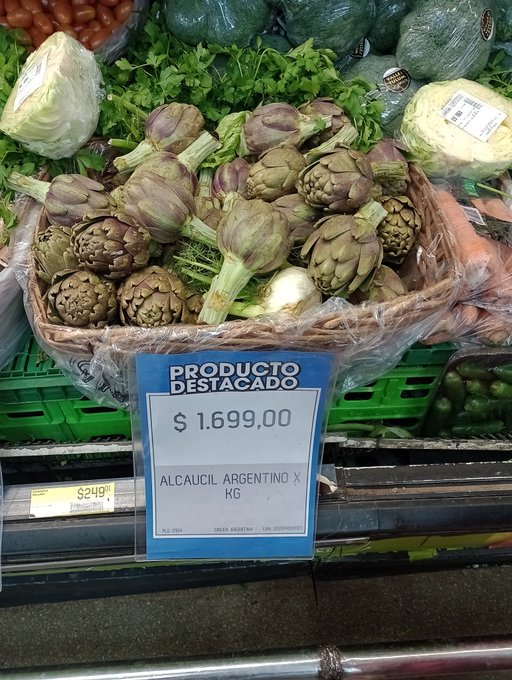 PRODUCTO
DESTACADO
$ 1.699,00
ALCAUCIL ARGENTINO X
KG
ORIGEN ARGENTINA
$249